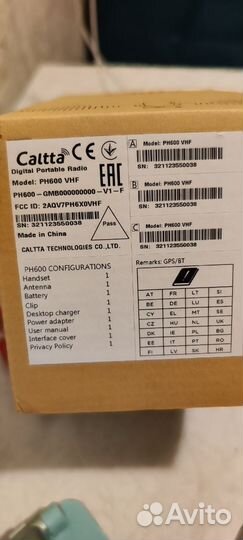 Caltta CE EAC
Digital Portable Radio
Model: PH600 VHF
PH600-GMB000000000-V1-F
FCC ID: 2AQV7PH6X0VHF
SN: 321123550038
Made in China
CALTTA TECHNOLOGIES CO.,LTD.
Pass
A Model: PH600 VHF
SN: 321123550038
B Model: PH600 VHF
SN: 321123550038
C Model: PH600 VHF
SN: 321123550038
PH600 CONFIGURATIONS
Handset 1
Antenna 1
Battery 1
Clip 1
Desktop charger 1
Power adapter 1
User manual 1
Interface cover 1
Privacy Policy 1
Remarks: GPS/BT
AT FR LT SI
BE DE LU ES
CY EL MT SE
CZ HU NL UK
DK IE PL BG
EE IT PT RO
FI LV SK HR
Avito